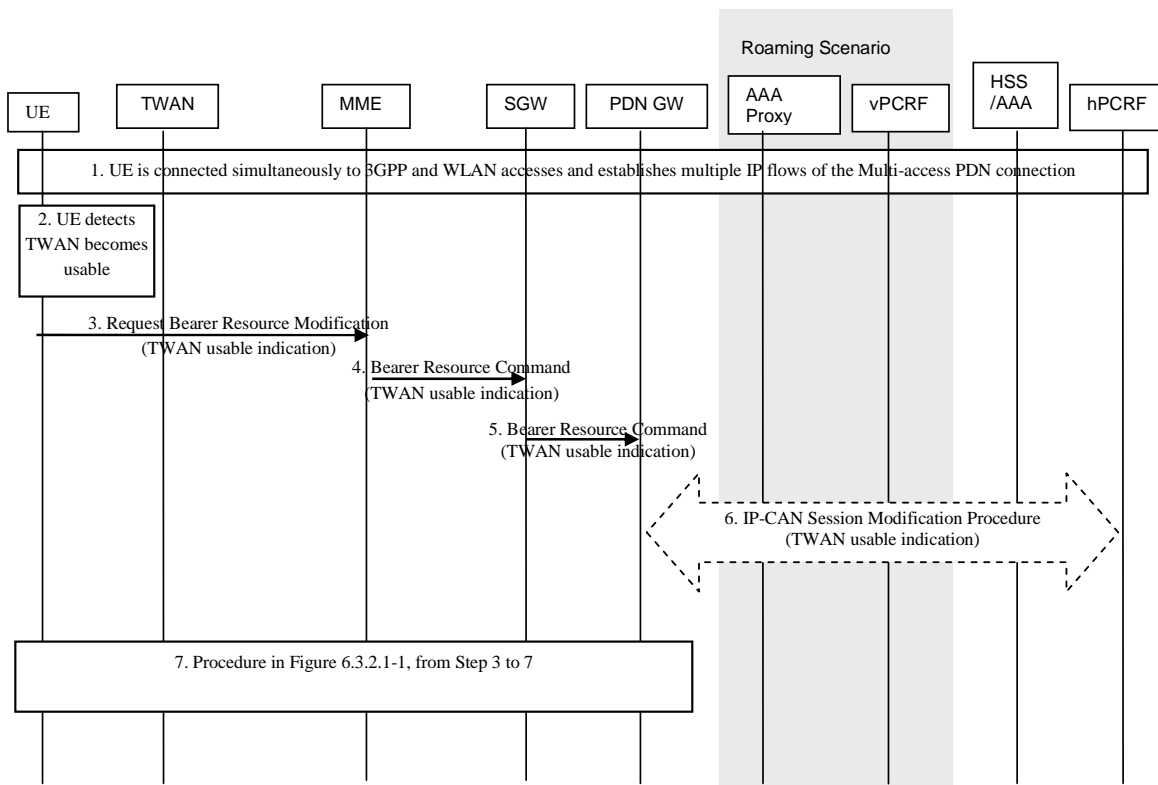 Roaming Scenario
UE
TWAN
MME
SGW
PDN GW
AAA
Proxy
vPCRF
HSS
/AAA
hPCRF
1. UE is connected simultaneously to 3GPP and WLAN accesses and establishes multiple IP flows of the Multi-access PDN connection
2. UE detects
TWAN becomes
usable
3. Request Bearer Resource Modification
(TWAN usable indication)
4. Bearer Resource Command
(TWAN usable indication)
5. Bearer Resource Command
(TWAN usable indication)
6. IP-CAN Session Modification Procedure
(TWAN usable indication)
7. Procedure in Figure 6.3.2.1-1, from Step 3 to 7